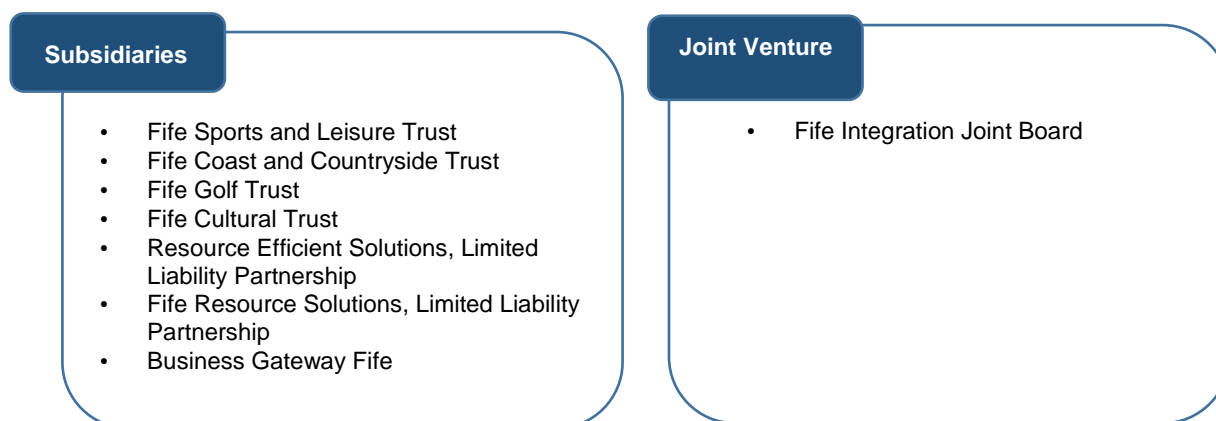 Subsidiaries
• Fife Sports and Leisure Trust
• Fife Coast and Countryside Trust
• Fife Golf Trust
• Fife Cultural Trust
• Resource Efficient Solutions, Limited
Liability Partnership
• Fife Resource Solutions, Limited Liability
Partnership
• Business Gateway Fife
Joint Venture
• Fife Integration Joint Board